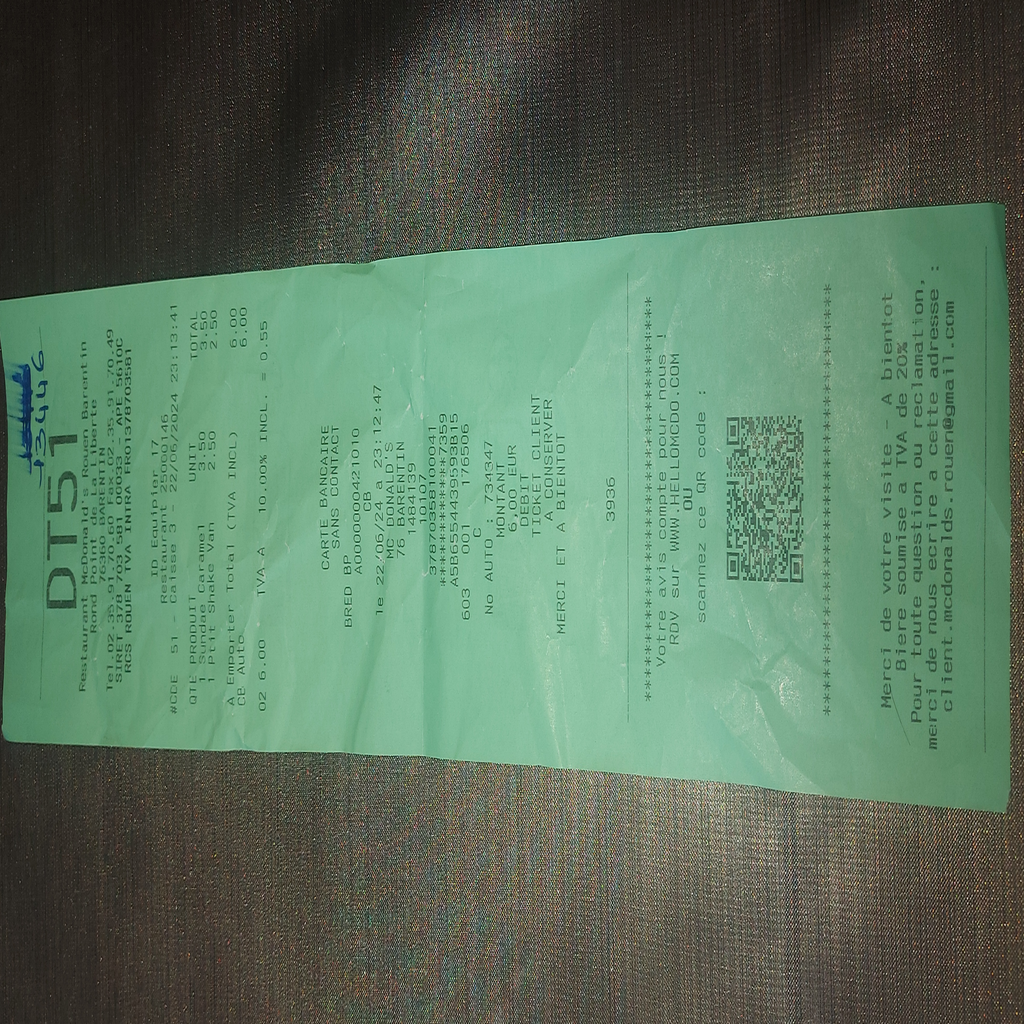 13446
DT51
Restaurant McDonald's Rouen Barentin
Rond Point de la Liberte
76360 BARENTIN
Tel.02.35.91.70.60 Fax 02.35.91.70.49
SIRET 378 703 581 00033 - APE 5610C
RCS ROUEN TVA INTRA FR01378703581
ID Equipier 17
Restaurant 25000146
#CDE 51 - Caisse 3 - 22/06/2024 23:13:41
QTE PRODUIT UNIT TOTAL
1 Sundae Caramel 3.50 3.50
1 Ptit Shake Van 2.50 2.50
A Emporter Total (TVA INCL) 6.00
CB Auto 6.00
02 6.00 TVA A 10.00% INCL. = 0.55
CARTE BANCAIRE
SANS CONTACT
BRED BP
A0000000421010
CB
le 22/06/24 a 23:12:47
MC DONALD'S
76 BARENTIN
1484139
10107
37870358100041
************7359
A5B6554439593B15
603 001 176506
C
No AUTO : 734347
MONTANT
6,00 EUR
DEBIT
TICKET CLIENT
A CONSERVER
MERCI ET A BIENTOT
3936
****************************************
Votre avis compte pour nous !
RDV sur WWW.HELLOMCDO.COM
OU
scannez ce QR code :
****************************************
Merci de votre visite - A bientot
Biere soumise a TVA de 20%
Pour toute question ou reclamation,
merci de nous ecrire a cette adresse :
client.mcdonalds.rouen@gmail.com